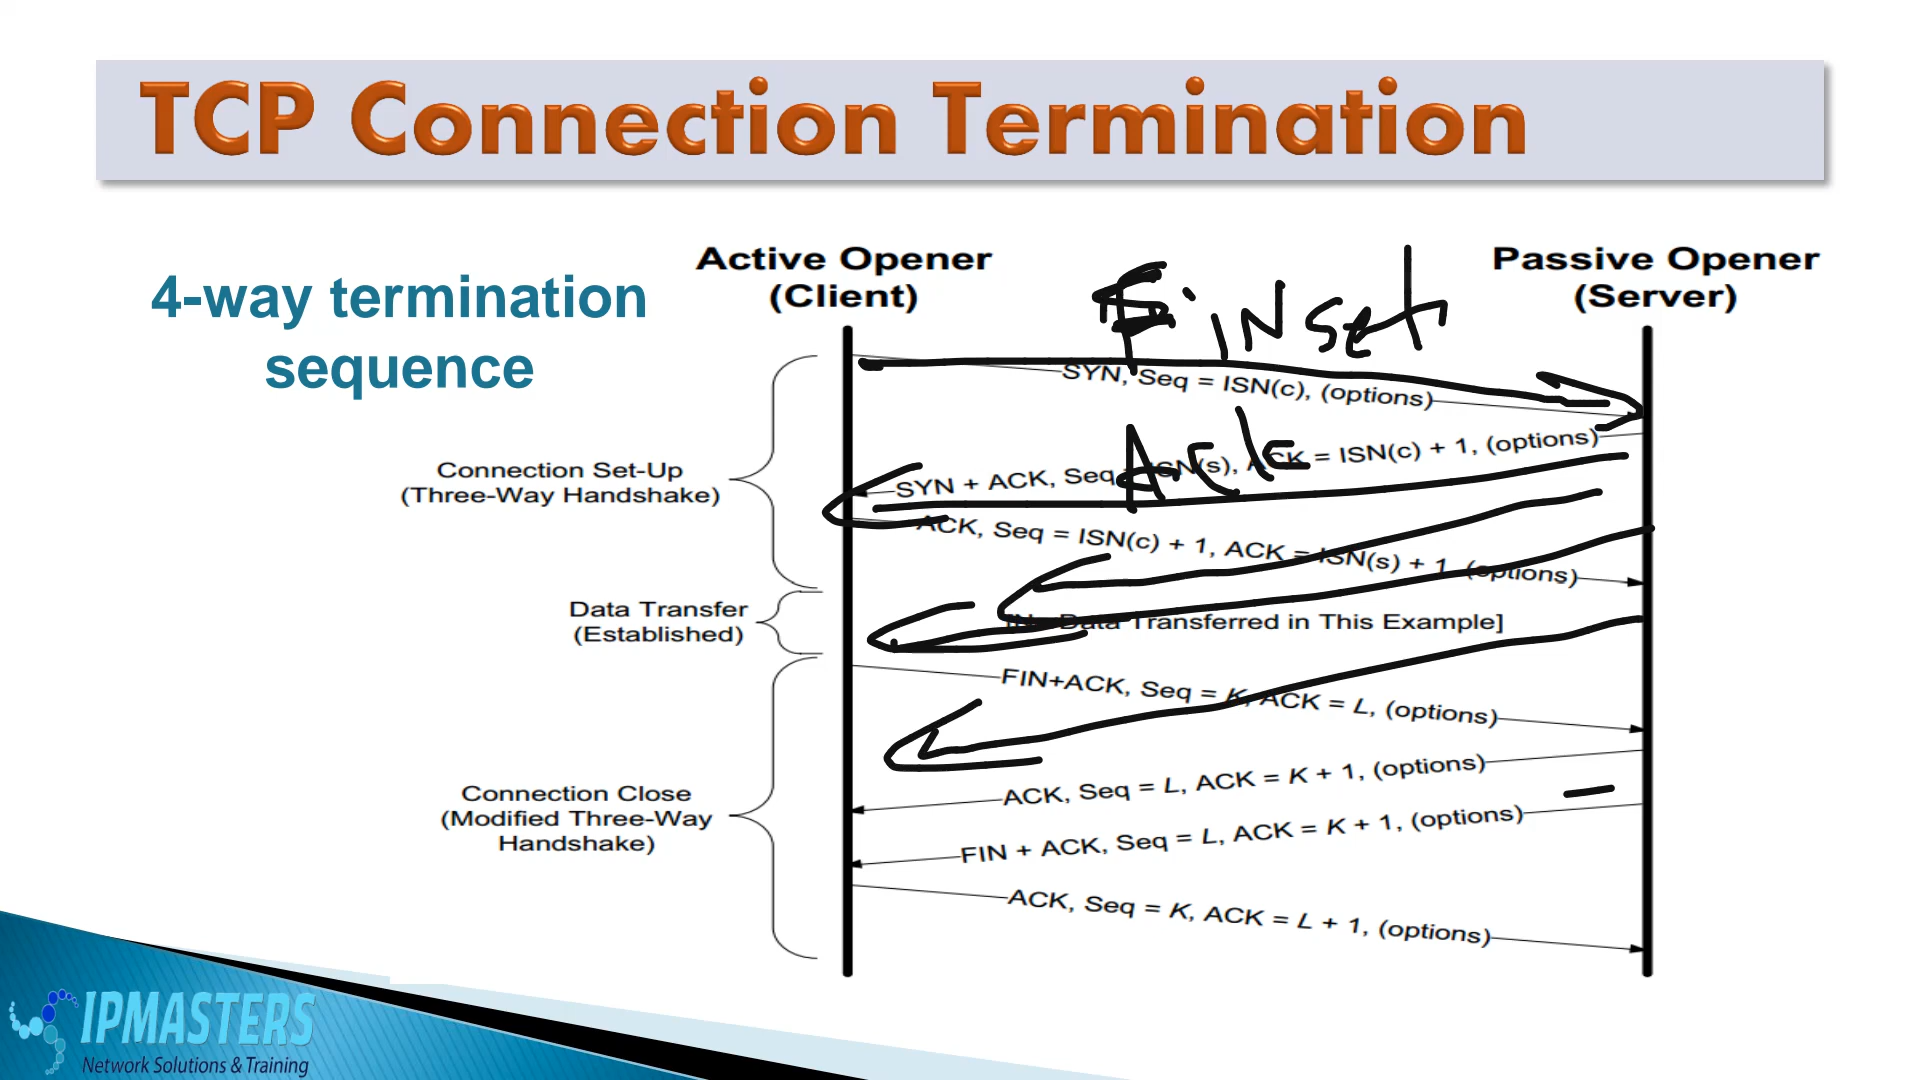 TCP Connection Termination
4-way termination
sequence
Active Opener
(Client)
Passive Opener
(Server)
FiN set
SYN, Seq = ISN(c), (options)
Ack
SYN + ACK, Seq = ISN(s), ACK = ISN(c) + 1, (options)
Connection Set-Up
(Three-Way Handshake)
ACK, Seq = ISN(c) + 1, ACK = ISN(s) + 1, (options)
Data Transfer
(Established)
[No Data Transferred in This Example]
FIN+ACK, Seq = K, ACK = L, (options)
ACK, Seq = L, ACK = K + 1, (options)
Connection Close
(Modified Three-Way
Handshake)
FIN + ACK, Seq = L, ACK = K + 1, (options)
ACK, Seq = K, ACK = L + 1, (options)
IPMASTERS
Network Solutions & Training